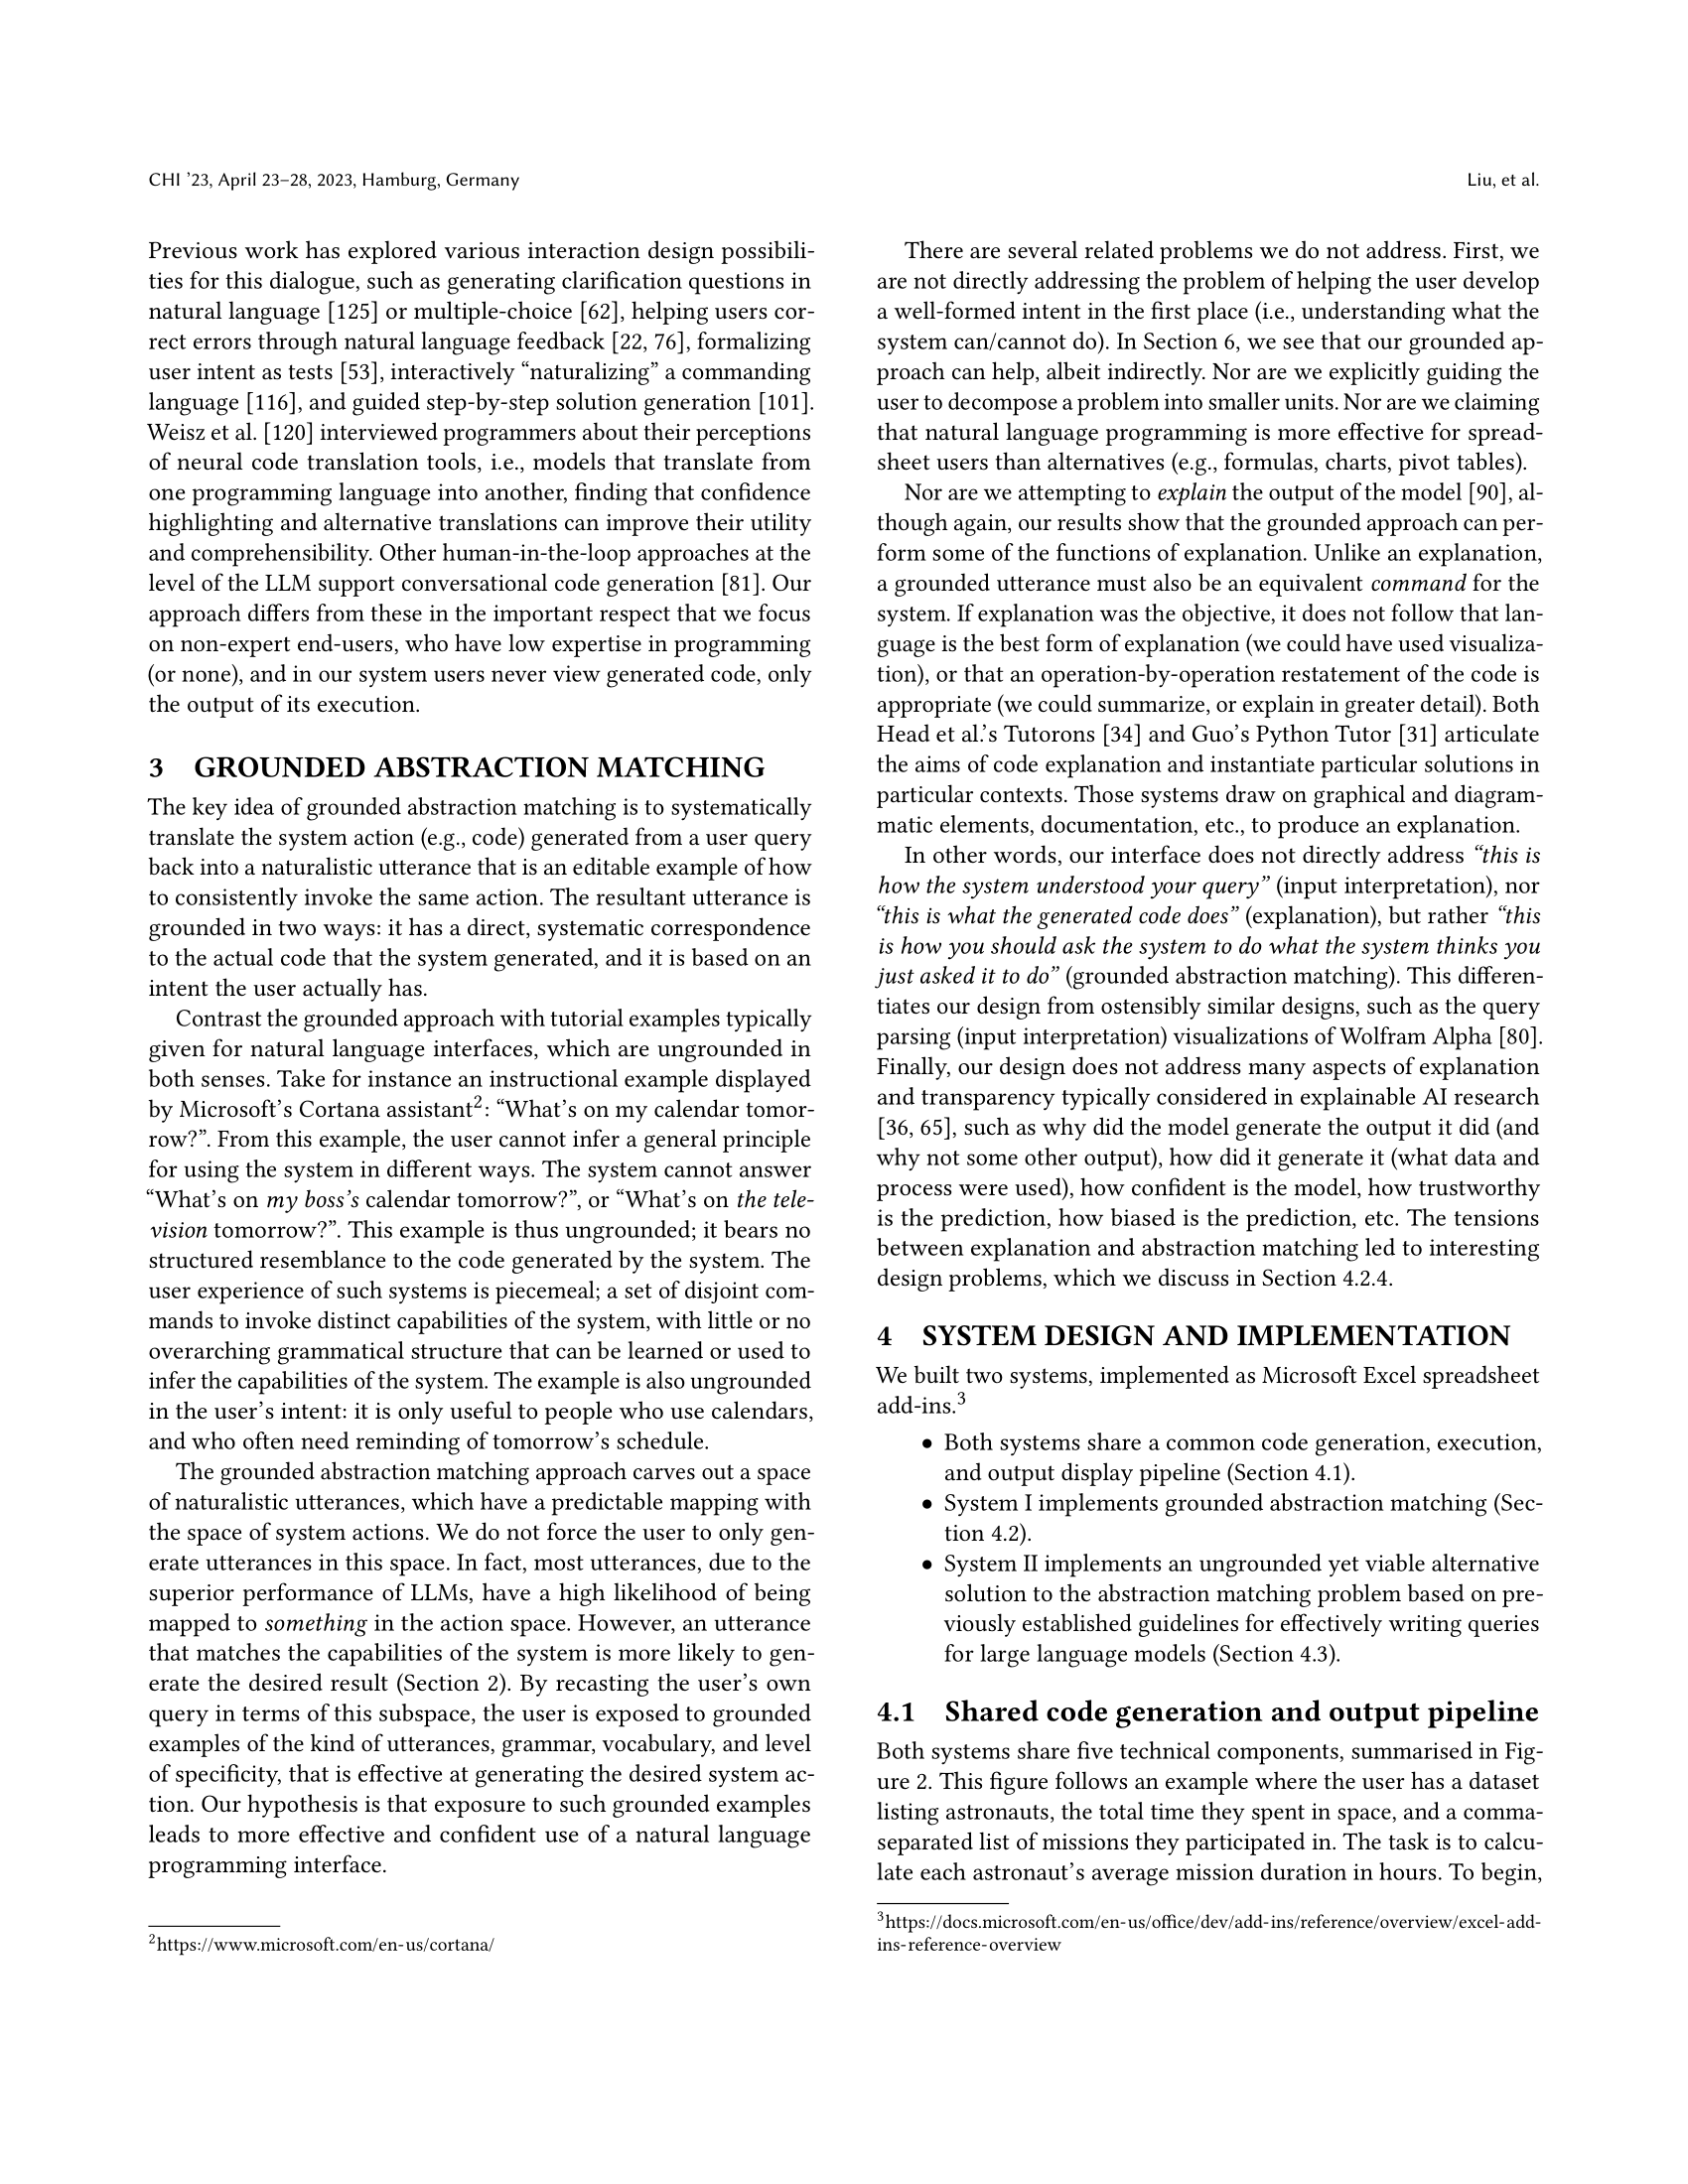 CHI ’23, April 23–28, 2023, Hamburg, Germany
Liu, et al.
Previous work has explored various interaction design possibili-
ties for this dialogue, such as generating clarification questions in
natural language [125] or multiple-choice [62], helping users cor-
rect errors through natural language feedback [22, 76], formalizing
user intent as tests [53], interactively “naturalizing” a commanding
language [116], and guided step-by-step solution generation [101].
Weisz et al. [120] interviewed programmers about their perceptions
of neural code translation tools, i.e., models that translate from
one programming language into another, finding that confidence
highlighting and alternative translations can improve their utility
and comprehensibility. Other human-in-the-loop approaches at the
level of the LLM support conversational code generation [81]. Our
approach differs from these in the important respect that we focus
on non-expert end-users, who have low expertise in programming
(or none), and in our system users never view generated code, only
the output of its execution.
3 GROUNDED ABSTRACTION MATCHING
The key idea of grounded abstraction matching is to systematically
translate the system action (e.g., code) generated from a user query
back into a naturalistic utterance that is an editable example of how
to consistently invoke the same action. The resultant utterance is
grounded in two ways: it has a direct, systematic correspondence
to the actual code that the system generated, and it is based on an
intent the user actually has.
Contrast the grounded approach with tutorial examples typically
given for natural language interfaces, which are ungrounded in
both senses. Take for instance an instructional example displayed
by Microsoft’s Cortana assistant2: “What’s on my calendar tomor-
row?”. From this example, the user cannot infer a general principle
for using the system in different ways. The system cannot answer
“What’s on my boss’s calendar tomorrow?”, or “What’s on the tele-
vision tomorrow?”. This example is thus ungrounded; it bears no
structured resemblance to the code generated by the system. The
user experience of such systems is piecemeal; a set of disjoint com-
mands to invoke distinct capabilities of the system, with little or no
overarching grammatical structure that can be learned or used to
infer the capabilities of the system. The example is also ungrounded
in the user’s intent: it is only useful to people who use calendars,
and who often need reminding of tomorrow’s schedule.
The grounded abstraction matching approach carves out a space
of naturalistic utterances, which have a predictable mapping with
the space of system actions. We do not force the user to only gen-
erate utterances in this space. In fact, most utterances, due to the
superior performance of LLMs, have a high likelihood of being
mapped to something in the action space. However, an utterance
that matches the capabilities of the system is more likely to gen-
erate the desired result (Section 2). By recasting the user’s own
query in terms of this subspace, the user is exposed to grounded
examples of the kind of utterances, grammar, vocabulary, and level
of specificity, that is effective at generating the desired system ac-
tion. Our hypothesis is that exposure to such grounded examples
leads to more effective and confident use of a natural language
programming interface.
2https://www.microsoft.com/en-us/cortana/
There are several related problems we do not address. First, we
are not directly addressing the problem of helping the user develop
a well-formed intent in the first place (i.e., understanding what the
system can/cannot do). In Section 6, we see that our grounded ap-
proach can help, albeit indirectly. Nor are we explicitly guiding the
user to decompose a problem into smaller units. Nor are we claiming
that natural language programming is more effective for spread-
sheet users than alternatives (e.g., formulas, charts, pivot tables).
Nor are we attempting to explain the output of the model [90], al-
though again, our results show that the grounded approach can per-
form some of the functions of explanation. Unlike an explanation,
a grounded utterance must also be an equivalent command for the
system. If explanation was the objective, it does not follow that lan-
guage is the best form of explanation (we could have used visualiza-
tion), or that an operation-by-operation restatement of the code is
appropriate (we could summarize, or explain in greater detail). Both
Head et al.’s Tutorons [34] and Guo’s Python Tutor [31] articulate
the aims of code explanation and instantiate particular solutions in
particular contexts. Those systems draw on graphical and diagram-
matic elements, documentation, etc., to produce an explanation.
In other words, our interface does not directly address “this is
how the system understood your query” (input interpretation), nor
“this is what the generated code does” (explanation), but rather “this
is how you should ask the system to do what the system thinks you
just asked it to do” (grounded abstraction matching). This differen-
tiates our design from ostensibly similar designs, such as the query
parsing (input interpretation) visualizations of Wolfram Alpha [80].
Finally, our design does not address many aspects of explanation
and transparency typically considered in explainable AI research
[36, 65], such as why did the model generate the output it did (and
why not some other output), how did it generate it (what data and
process were used), how confident is the model, how trustworthy
is the prediction, how biased is the prediction, etc. The tensions
between explanation and abstraction matching led to interesting
design problems, which we discuss in Section 4.2.4.
4 SYSTEM DESIGN AND IMPLEMENTATION
We built two systems, implemented as Microsoft Excel spreadsheet
add-ins.3
• Both systems share a common code generation, execution,
and output display pipeline (Section 4.1).
• System I implements grounded abstraction matching (Sec-
tion 4.2).
• System II implements an ungrounded yet viable alternative
solution to the abstraction matching problem based on pre-
viously established guidelines for effectively writing queries
for large language models (Section 4.3).
4.1 Shared code generation and output pipeline
Both systems share five technical components, summarised in Fig-
ure 2. This figure follows an example where the user has a dataset
listing astronauts, the total time they spent in space, and a comma-
separated list of missions they participated in. The task is to calcu-
late each astronaut’s average mission duration in hours. To begin,
3https://docs.microsoft.com/en-us/office/dev/add-ins/reference/overview/excel-add-
ins-reference-overview